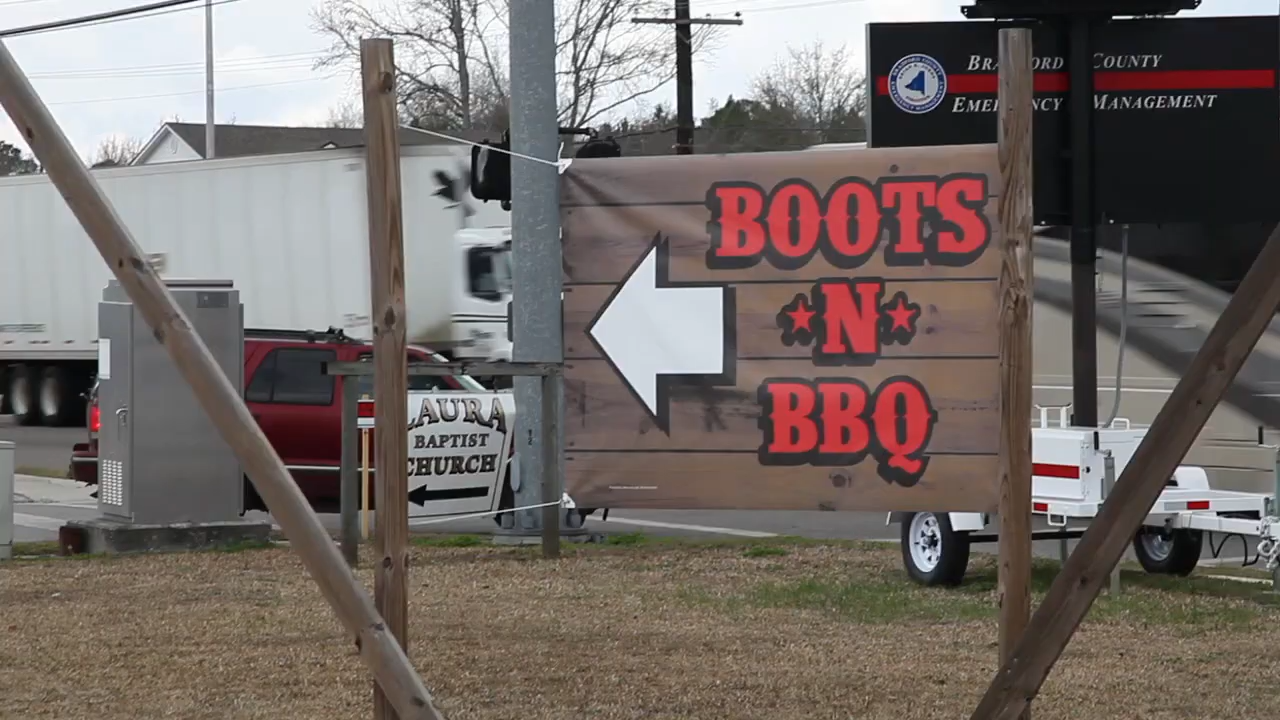 BRADFORD COUNTY
EMERGENCY MANAGEMENT
BOOTS
N
BBQ
LAURA
BAPTIST
CHURCH